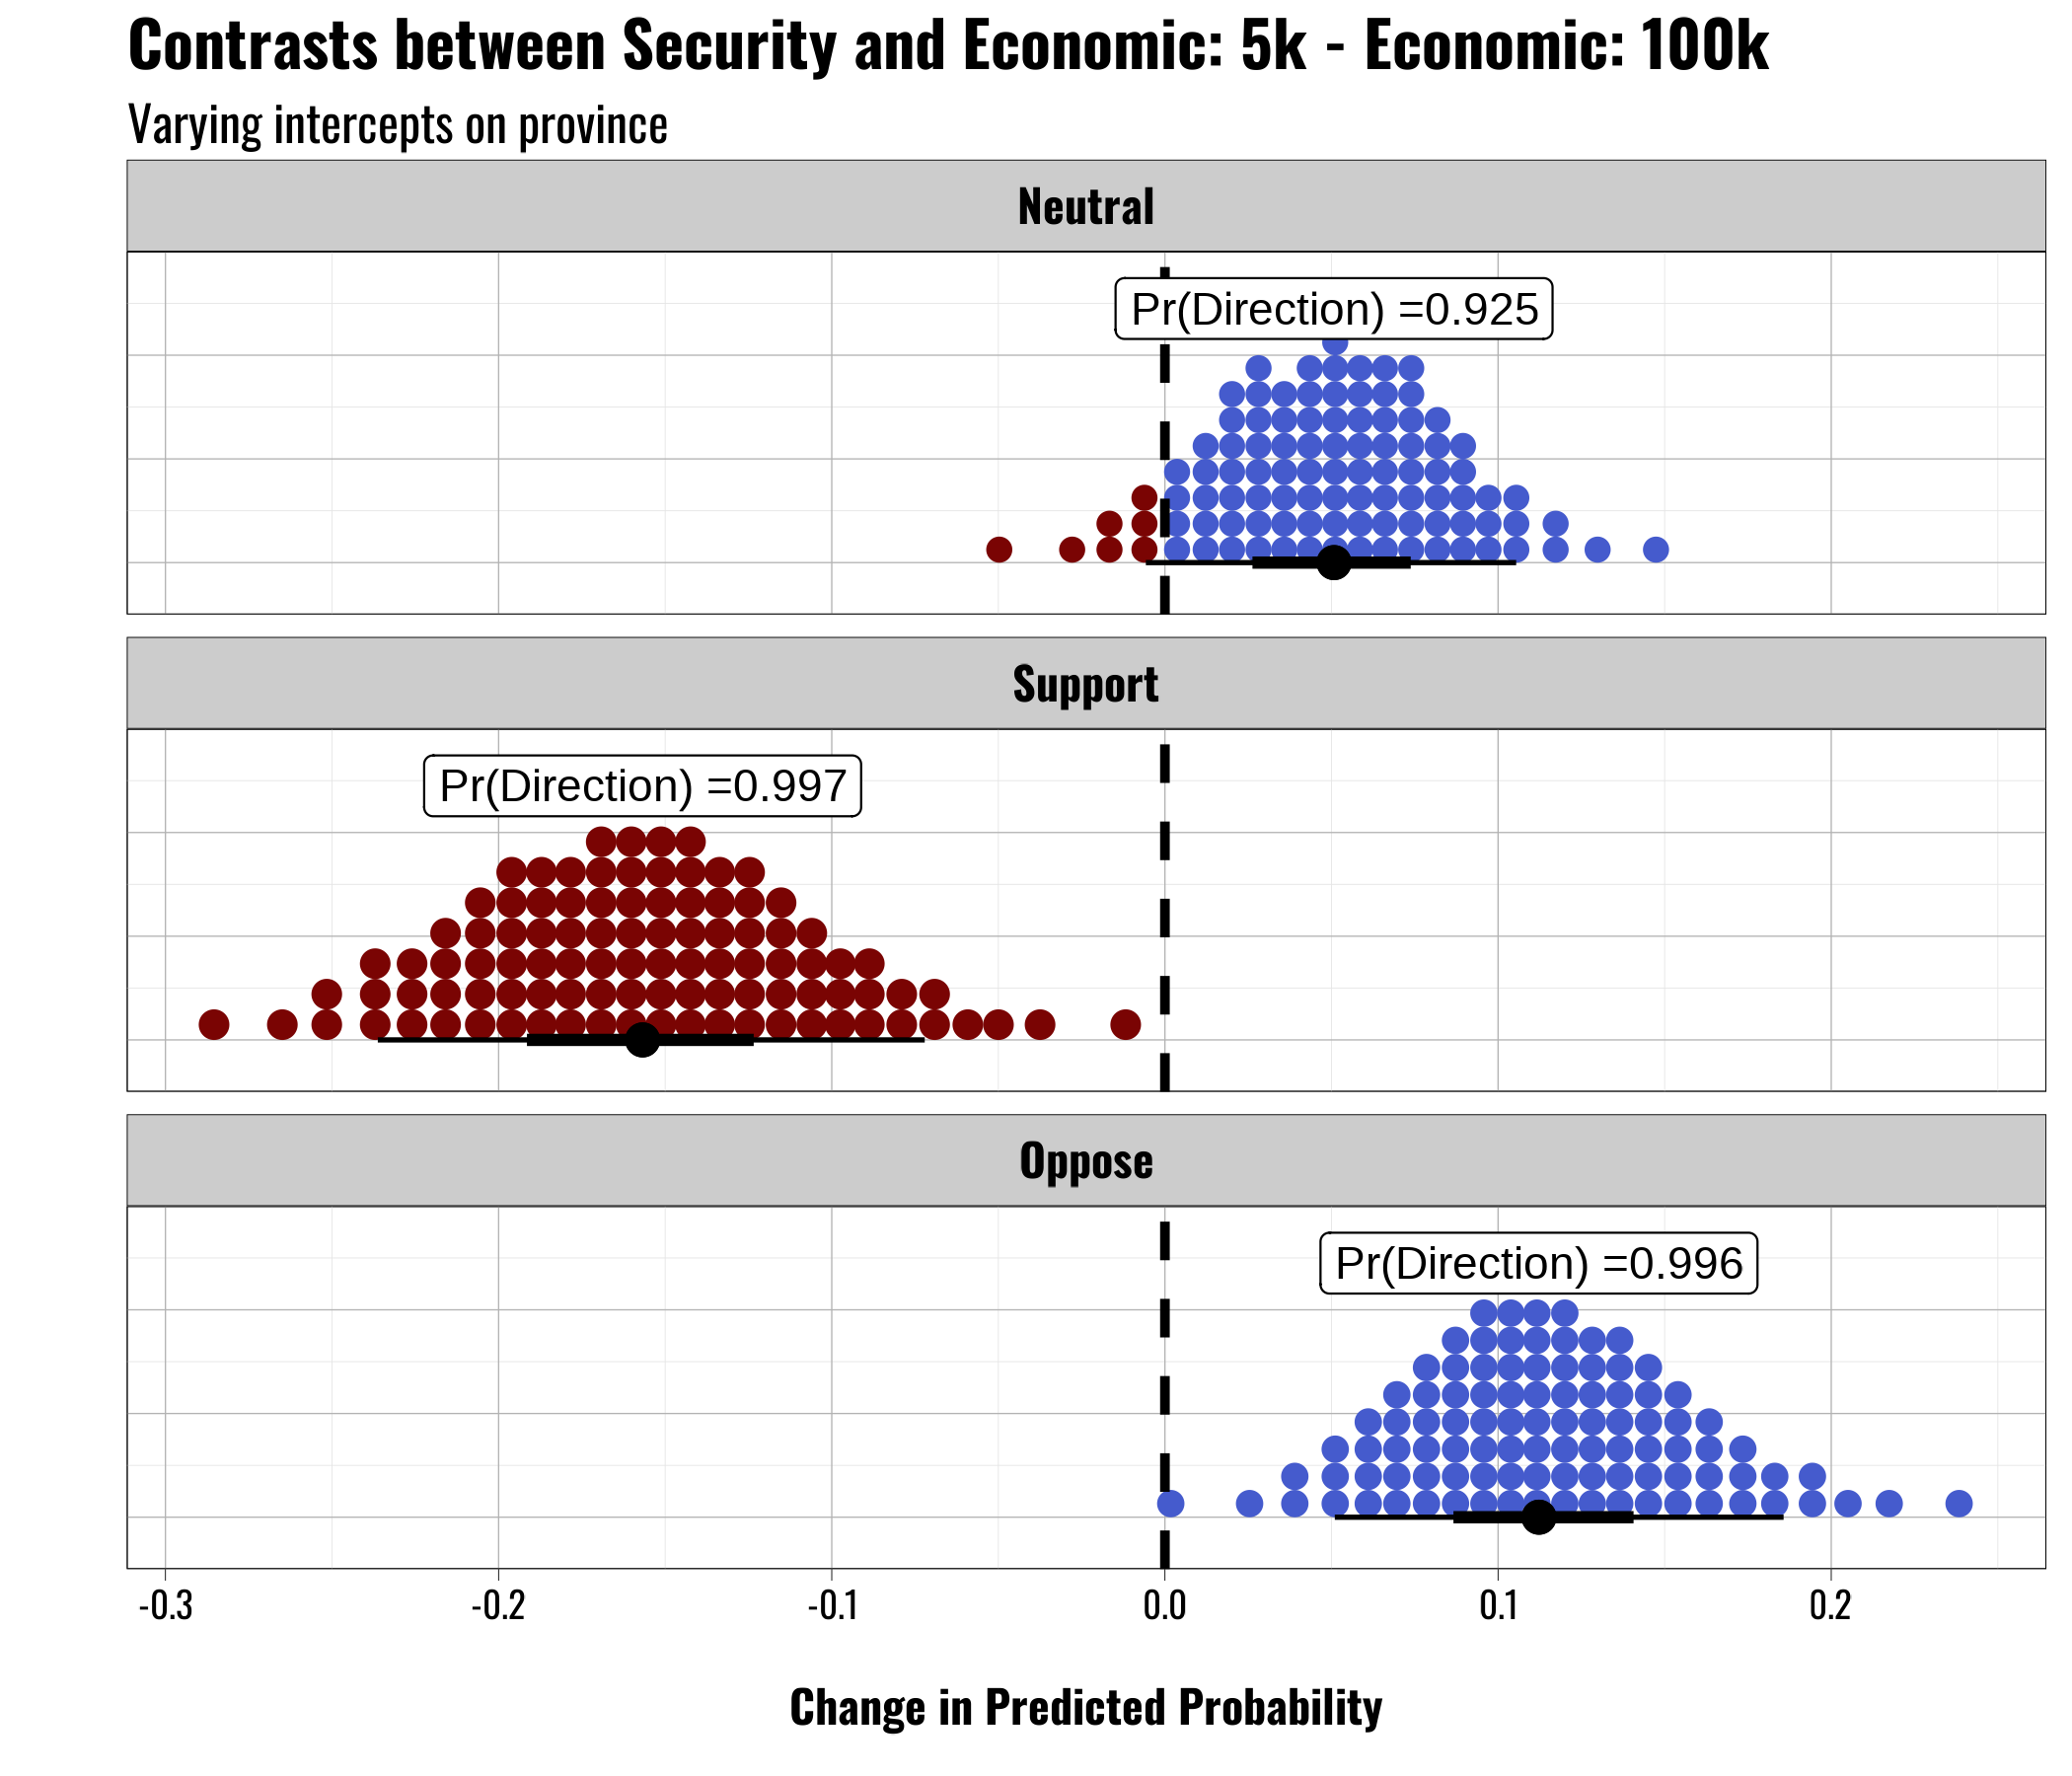 Contrasts between Security and Economic: 5k - Economic: 100k
Varying intercepts on province
Neutral
Pr(Direction) =0.925
Support
Pr(Direction) =0.997
Oppose
Pr(Direction) =0.996
-0.3 -0.2 -0.1 0.0 0.1 0.2
Change in Predicted Probability